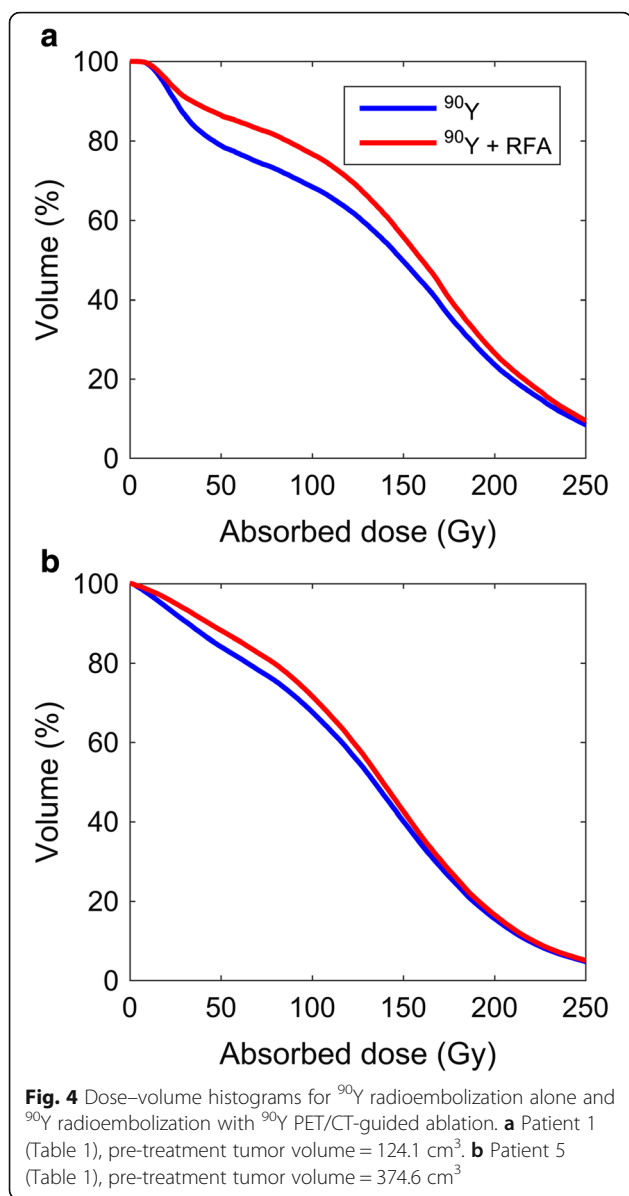 a
100
80
60
40
20
0
Volume (%)
⁹⁰Y
⁹⁰Y + RFA
0 50 100 150 200 250
Absorbed dose (Gy)
b
100
80
60
40
20
0
Volume (%)
0 50 100 150 200 250
Absorbed dose (Gy)
Fig. 4 Dose–volume histograms for ⁹⁰Y radioembolization alone and
⁹⁰Y radioembolization with ⁹⁰Y PET/CT-guided ablation. a Patient 1
(Table 1), pre-treatment tumor volume = 124.1 cm³. b Patient 5
(Table 1), pre-treatment tumor volume = 374.6 cm³